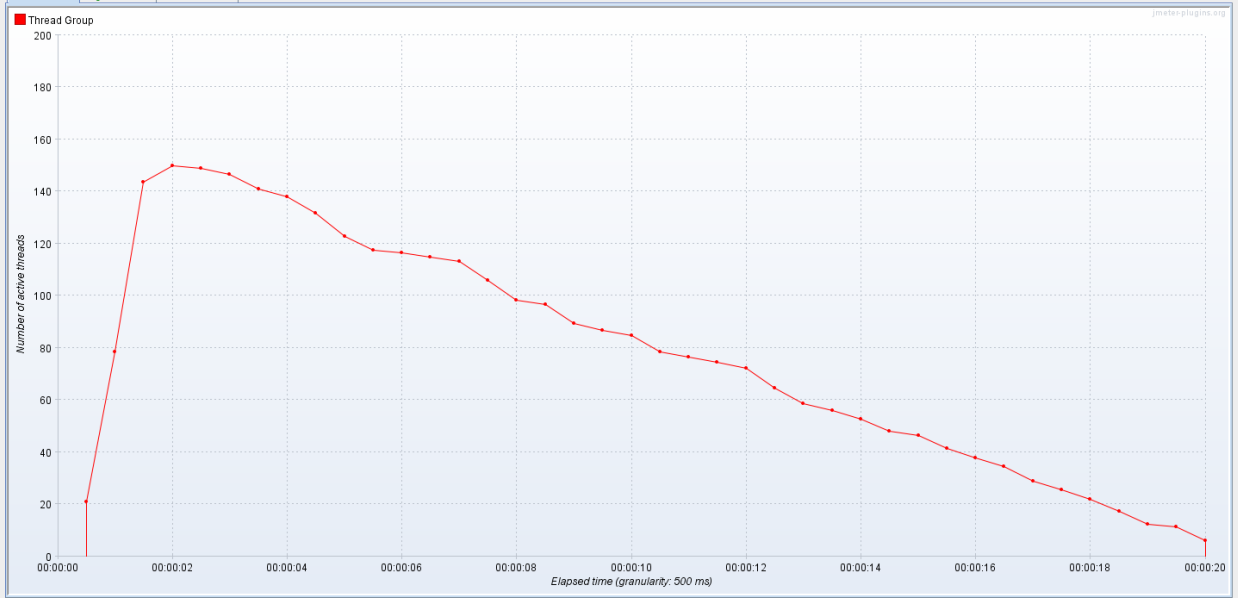 Thread Group
jmeter-plugins.org
200
180
160
140
120
100
80
60
40
20
0
Number of active threads
00:00:00 00:00:02 00:00:04 00:00:06 00:00:08 00:00:10 00:00:12 00:00:14 00:00:16 00:00:18 00:00:20
Elapsed time (granularity: 500 ms)